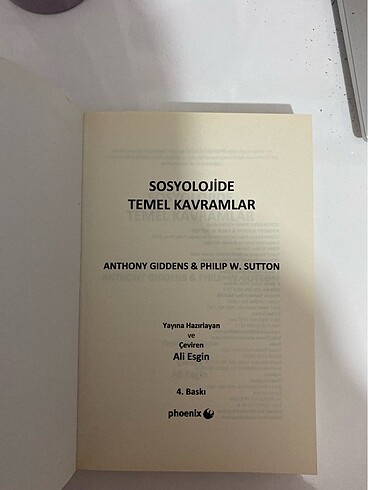 SOSYOLOJİDE
TEMEL KAVRAMLAR
ANTHONY GIDDENS & PHILIP W. SUTTON
Yayına Hazırlayan
ve
Çeviren
Ali Esgin
4. Baskı
phoenix